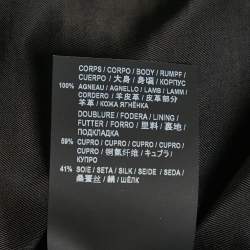 CORPS / CORPO / BODY / RUMPF /
CUERPO / 大身 / 身頃 / КОРПУС
100% AGNEAU / AGNELLO / LAMB / LAMM /
CORDERO / 羊皮革 / 皮革部分
羊革 / КОЖА ЯГНЁНКА
DOUBLURE / FODERA / LINING /
FUTTER / FORRO / 里料 / 裏地 /
ПОДКЛАДКА
59% CUPRO / CUPRO / CUPRO / CUPRO /
CUPRO / 铜氨纤维 / キュプラ /
КУПРО
41% SOIE / SETA / SILK / SEIDE / SEDA /
桑蚕丝 / 絹 / ШЁЛК